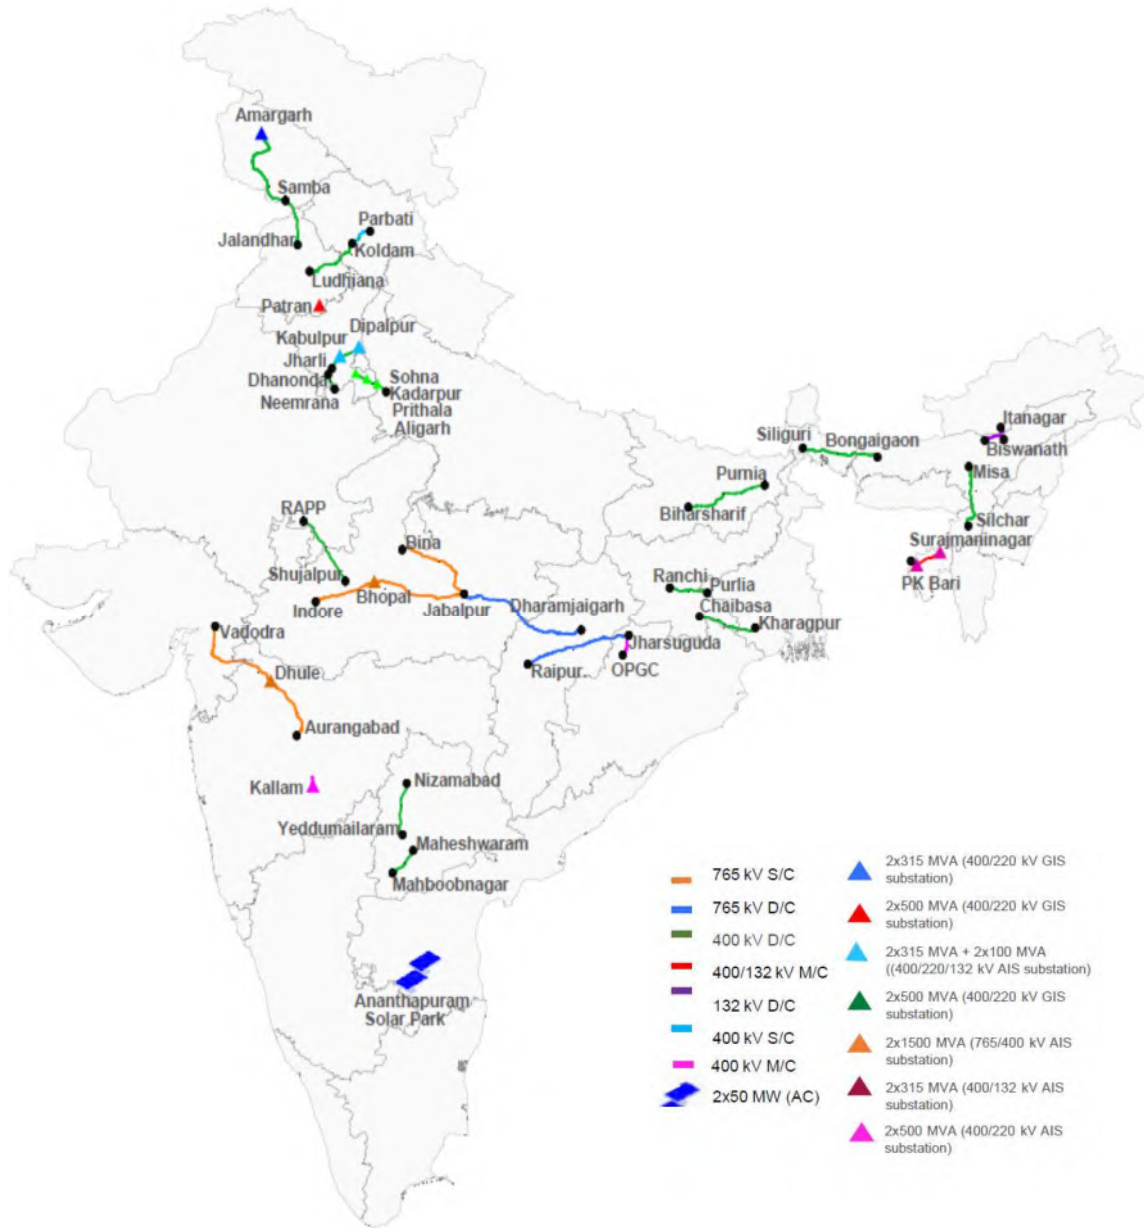 Amargarh
Samba
Jalandhar
Parbati
Koldam
Ludhiana
Patran
Dipalpur
Kabulpur
Jharli
Dhanonda
Neemrana
Sohna
Kadarpur
Prithala
Aligarh
Itanagar
Siliguri
Bongaigaon
Biswanath
Purnia
Misa
Biharsharif
RAPP
Silchar
Surajmaninagar
Bina
PK Bari
Shujalpur
Ranchi
Purlia
Bhopal
Indore
Jabalpur
Dharamjaigarh
Chaibasa
Kharagpur
Vadodra
Jharsuguda
Raipur
OPGC
Dhule
Aurangabad
Kallam
Nizamabad
Yeddumailaram
Maheshwaram
Mahboobnagar
Ananthapuram
Solar Park
765 kV S/C
765 kV D/C
400 kV D/C
400/132 kV M/C
132 kV D/C
400 kV S/C
400 kV M/C
2x50 MW (AC)
2x315 MVA (400/220 kV GIS
substation)
2x500 MVA (400/220 kV GIS
substation)
2x315 MVA + 2x100 MVA
((400/220/132 kV AIS substation)
2x500 MVA (400/220 kV GIS
substation)
2x1500 MVA (765/400 kV AIS
substation)
2x315 MVA (400/132 kV AIS
substation)
2x500 MVA (400/220 kV AIS
substation)